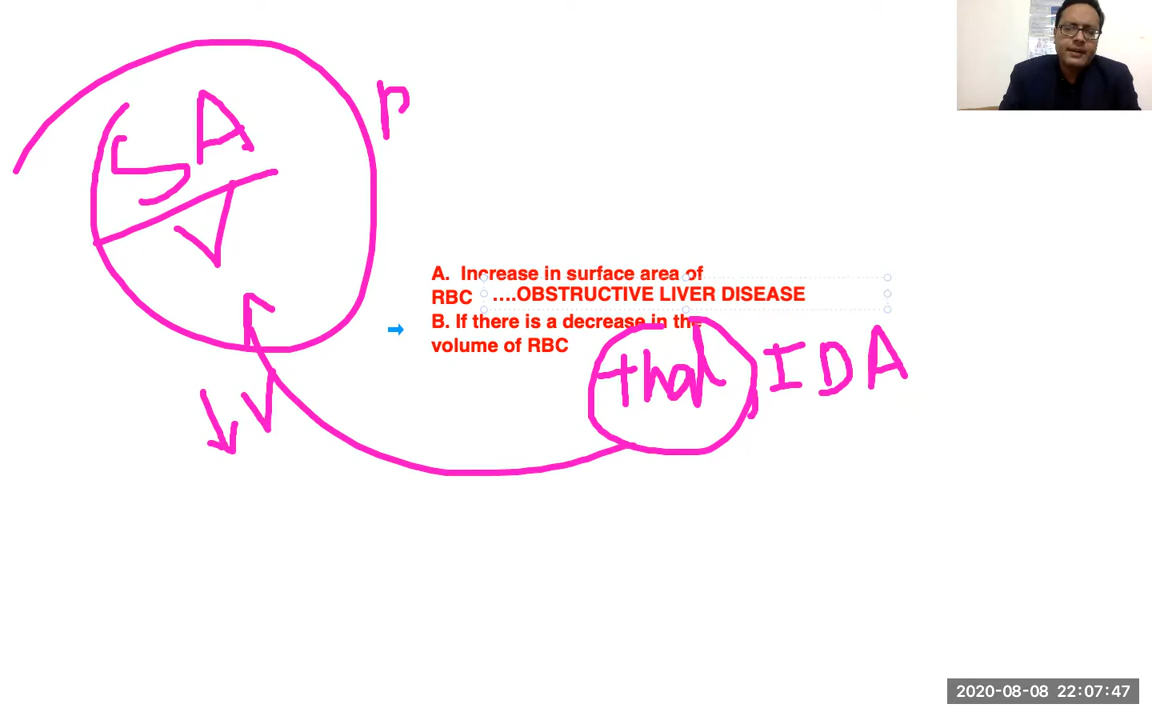 SA
V
A. Increase in surface area of
RBC ....OBSTRUCTIVE LIVER DISEASE
B. If there is a decrease in the
volume of RBC
thal, IDA
↓ V
2020-08-08 22:07:47